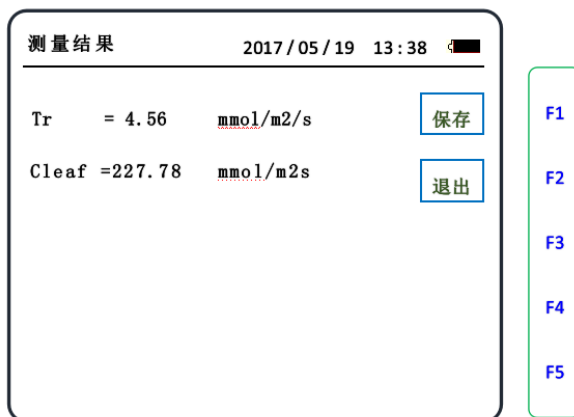 测量结果 2017/05/19 13:38
Tr = 4.56 mmol/m2/s 保存
Cleaf =227.78 mmol/m2s 退出
F1
F2
F3
F4
F5